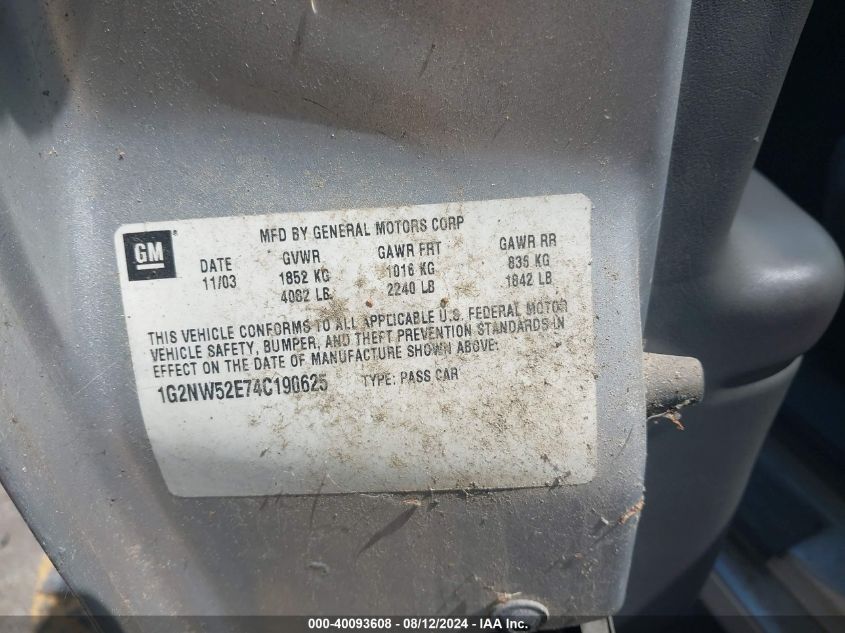 MFD BY GENERAL MOTORS CORP
GM®
DATE GVWR GAWR FRT GAWR RR
11/03 1852 KG 1016 KG 835 KG
4082 LB 2240 LB 1842 LB
THIS VEHICLE CONFORMS TO ALL APPLICABLE U.S. FEDERAL MOTOR
VEHICLE SAFETY, BUMPER, AND THEFT PREVENTION STANDARDS IN
EFFECT ON THE DATE OF MANUFACTURE SHOWN ABOVE:
1G2NW52E74C190625 TYPE: PASS CAR
000-40093608 - 08/12/2024 - IAA Inc.